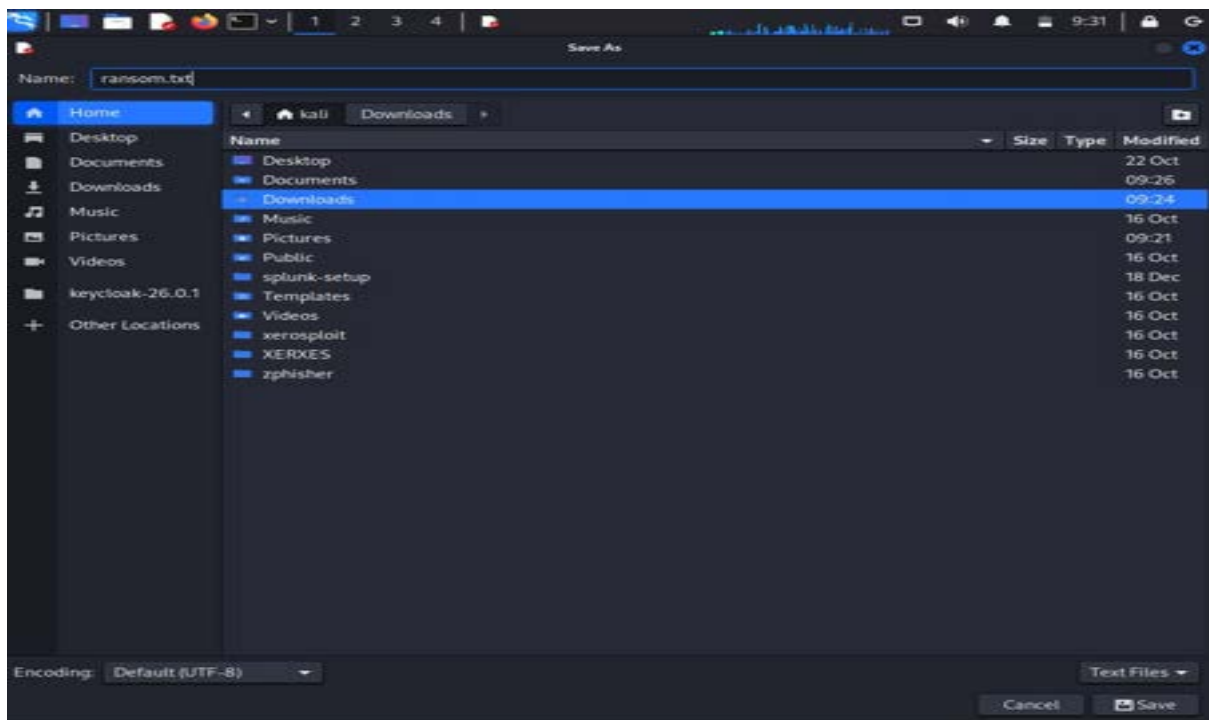 1 2 3 4 9:31
Save As
Name: ransom.txt
Home kali Downloads
Desktop Name Size Type Modified
Documents Desktop 22 Oct
Downloads Documents 09:26
Music Downloads 09:24
Pictures Music 16 Oct
Videos Pictures 09:21
keycloak-26.0.1 Public 16 Oct
Other Locations splunk-setup 18 Dec
Templates 16 Oct
Videos 16 Oct
xerosploit 16 Oct
XERXES 16 Oct
zphisher 16 Oct
Encoding: Default (UTF-8) Text Files
Cancel Save